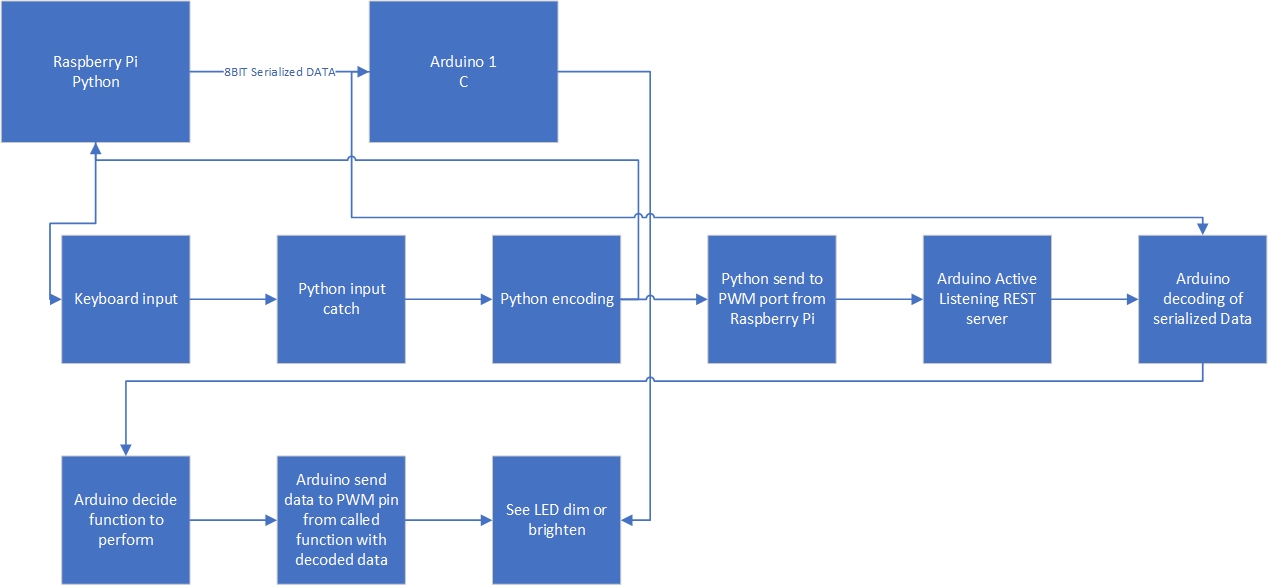 Raspberry Pi
Python
8BIT Serialized DATA
Arduino 1
C
Keyboard input
Python input
catch
Python encoding
Python send to
PWM port from
Raspberry Pi
Arduino Active
Listening REST
server
Arduino
decoding of
serialized Data
Arduino decide
function to
perform
Arduino send
data to PWM pin
from called
function with
decoded data
See LED dim or
brighten